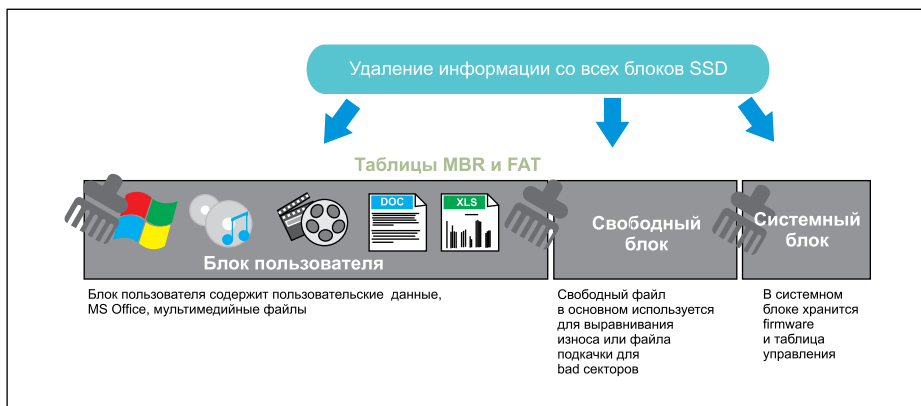 Удаление информации со всех блоков SSD
Таблицы MBR и FAT
DOC
XLS
Блок пользователя
Свободный
блок
Системный
блок
Блок пользователя содержит пользовательские данные,
MS Office, мультимедийные файлы
Свободный файл
в основном используется
для выравнивания
износа или файла
подкачки для
bad секторов
В системном
блоке хранится
firmware
и таблица
управления